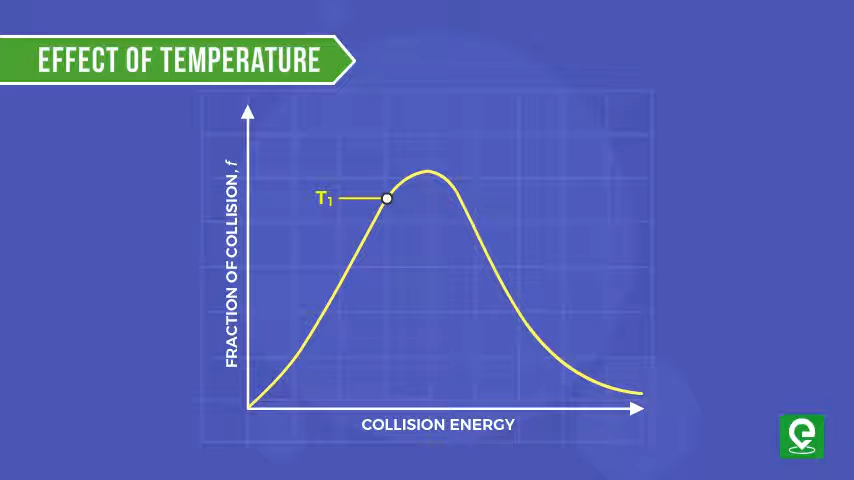 EFFECT OF TEMPERATURE
T₁
FRACTION OF COLLISION, f
COLLISION ENERGY